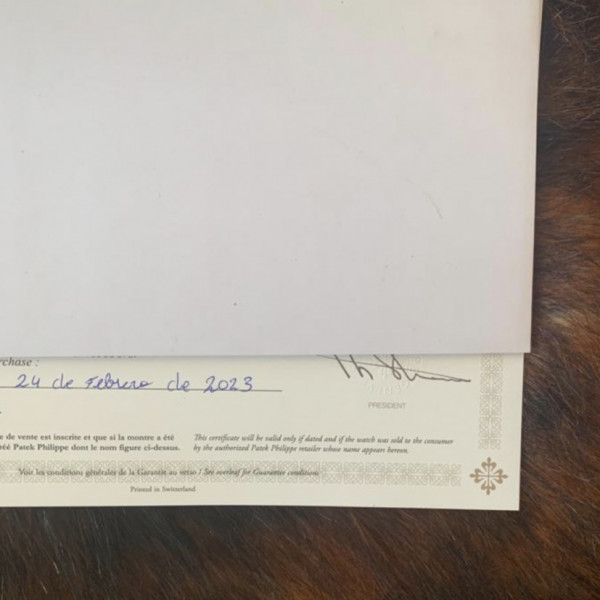 rchase :
24 de Febrero de 2023
PRESIDENT
e de vente est inscrite et que si la montre a été
réé Patek Philippe dont le nom figure ci-dessus.
This certificate will be valid only if dated and if the watch was sold to the consumer
by the authorized Patek Philippe retailer whose name appears hereon.
Voir les conditions générales de la Garantie au verso / See overleaf for Guarantee conditions
Printed in Switzerland